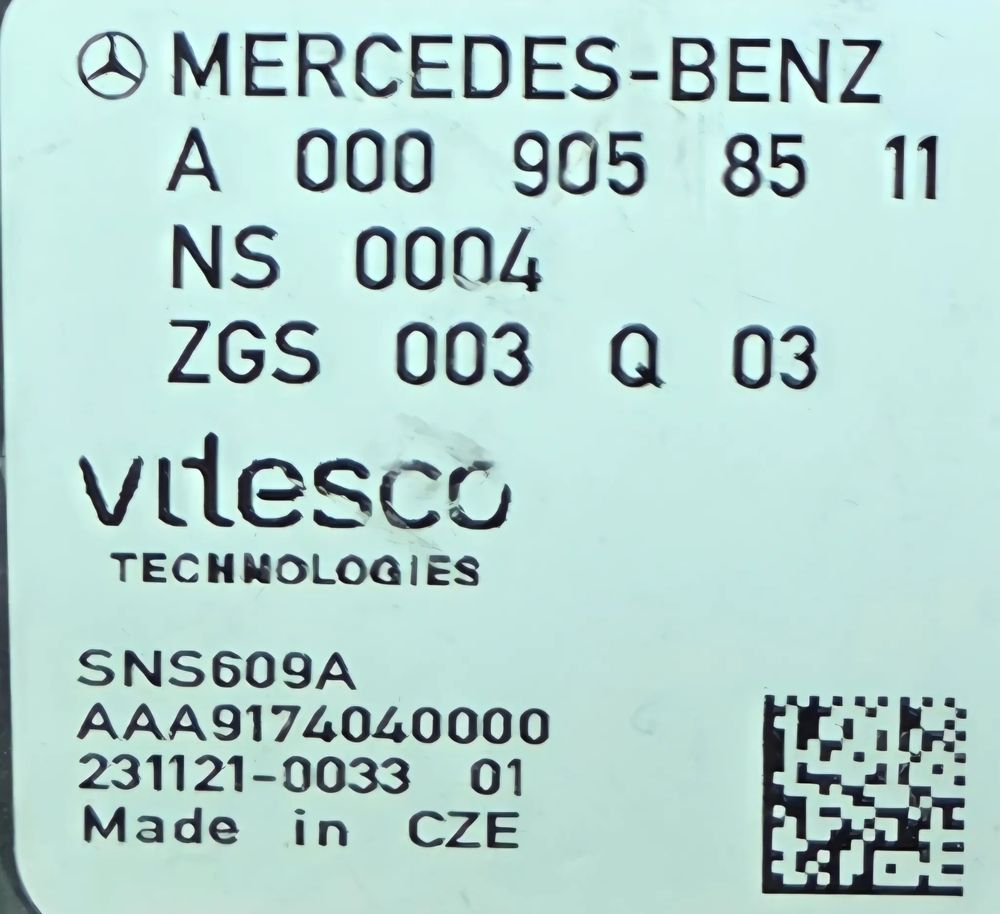 MERCEDES-BENZ
A 000 905 85 11
NS 0004
ZGS 003 Q 03
vitesco
TECHNOLOGIES
SNS609A
AAA9174040000
231121-0033 01
Made in CZE